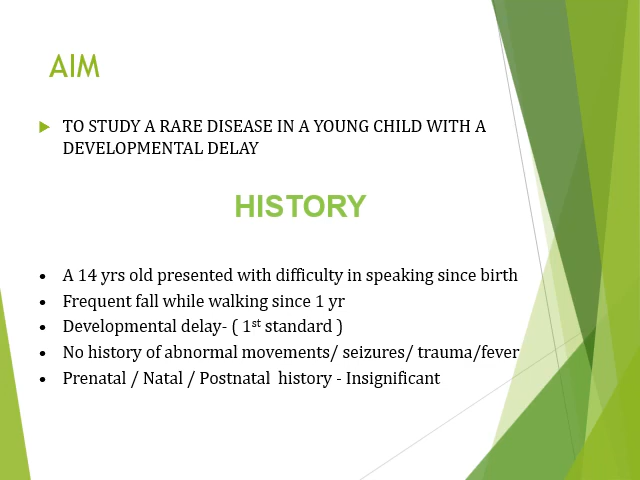 AIM
TO STUDY A RARE DISEASE IN A YOUNG CHILD WITH A
DEVELOPMENTAL DELAY
HISTORY
• A 14 yrs old presented with difficulty in speaking since birth
• Frequent fall while walking since 1 yr
• Developmental delay- ( 1st standard )
• No history of abnormal movements/ seizures/ trauma/fever
• Prenatal / Natal / Postnatal  history - Insignificant